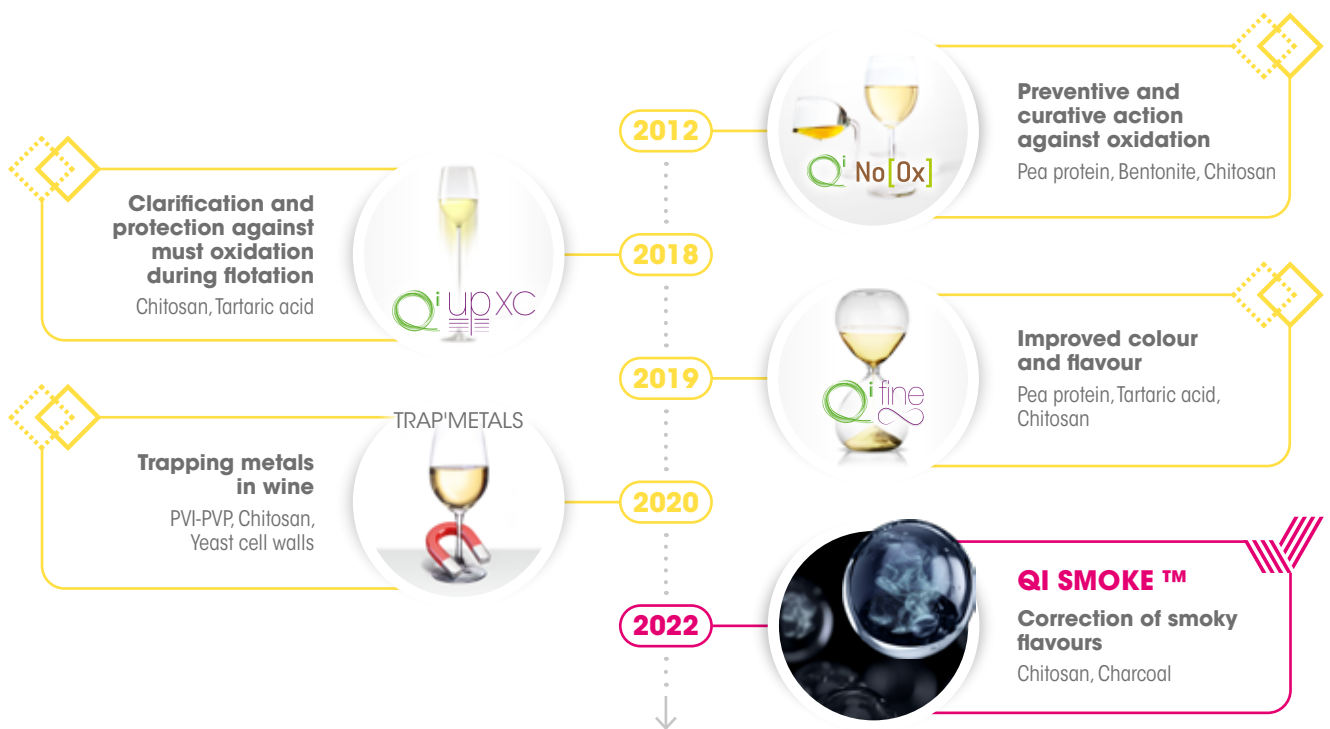 2012
Qi No[Ox]
Preventive and
curative action
against oxidation
Pea protein, Bentonite, Chitosan
Clarification and
protection against
must oxidation
during flotation
Chitosan, Tartaric acid
Qi up XC
2018
2019
Qi fine
Improved colour
and flavour
Pea protein, Tartaric acid,
Chitosan
TRAP'METALS
Trapping metals
in wine
PVI-PVP, Chitosan,
Yeast cell walls
2020
2022
QI SMOKE ™
Correction of smoky
flavours
Chitosan, Charcoal